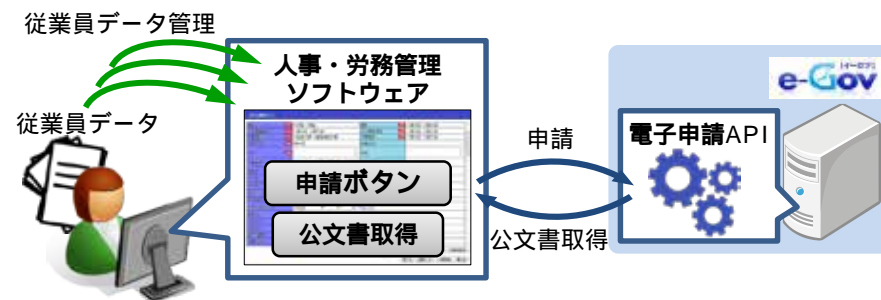 従業員データ管理
従業員データ
人事・労務管理
ソフトウェア
申請ボタン
公文書取得
申請
公文書取得
e-Gov
電子申請API